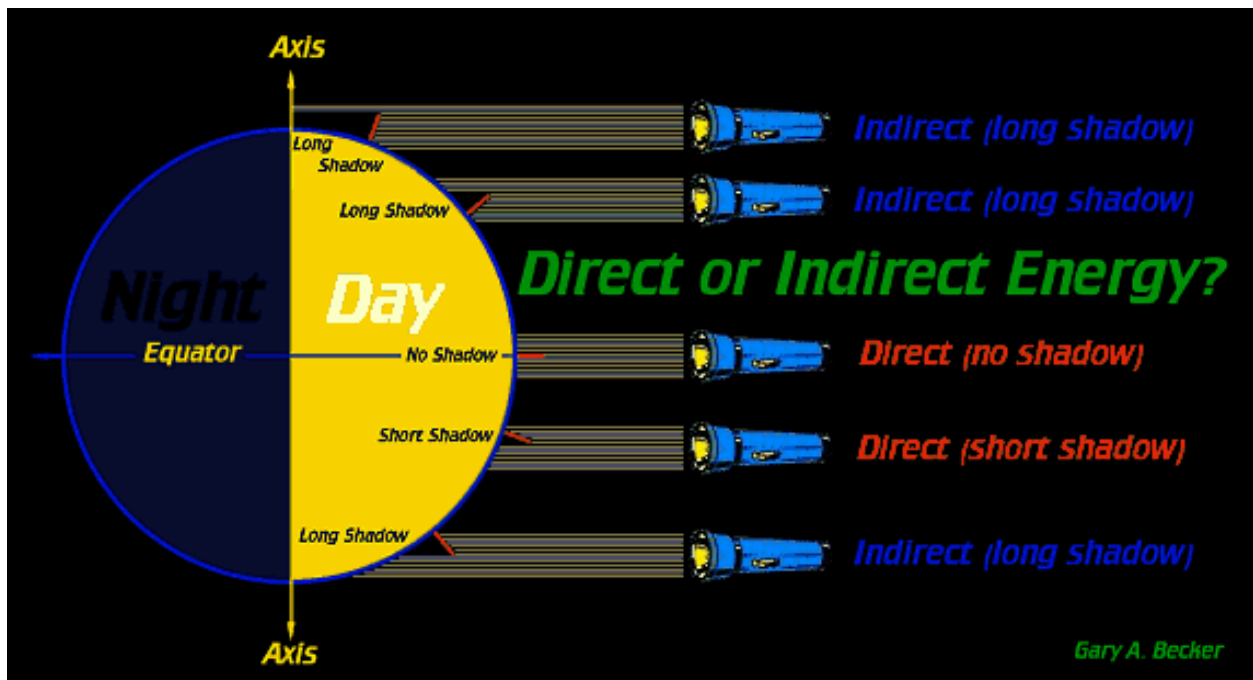 Axis
Indirect (long shadow)
Long
Shadow
Indirect (long shadow)
Long Shadow
Direct or Indirect Energy?
Night
Day
Equator
No Shadow
Direct (no shadow)
Short Shadow
Direct (short shadow)
Long Shadow
Indirect (long shadow)
Axis
Gary A. Becker